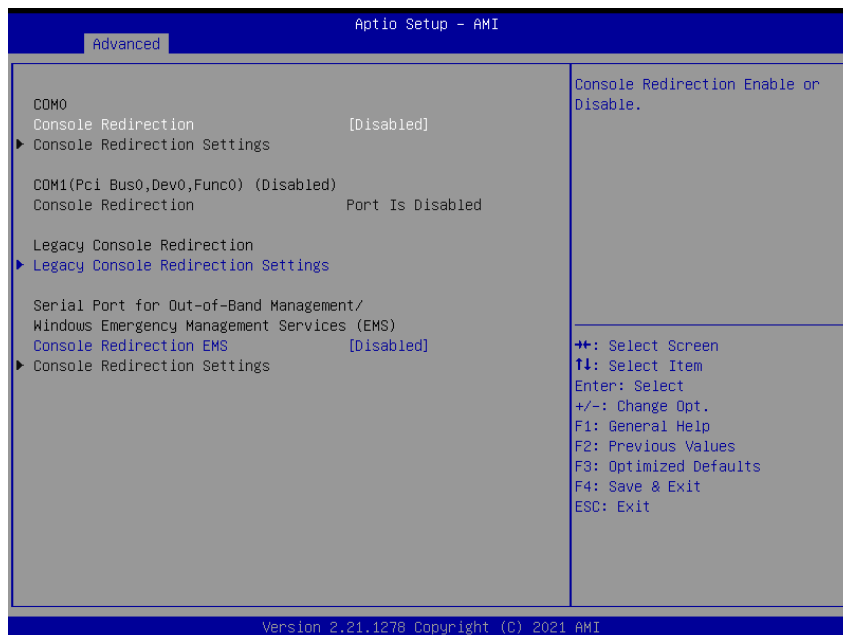 Aptio Setup – AMI
Advanced
COM0
Console Redirection [Disabled]
▶ Console Redirection Settings
COM1(Pci Bus0,Dev0,Func0) (Disabled)
Console Redirection Port Is Disabled
Legacy Console Redirection
▶ Legacy Console Redirection Settings
Serial Port for Out-of-Band Management/
Windows Emergency Management Services (EMS)
Console Redirection EMS [Disabled]
▶ Console Redirection Settings
Console Redirection Enable or
Disable.
→←: Select Screen
↑↓: Select Item
Enter: Select
+/-: Change Opt.
F1: General Help
F2: Previous Values
F3: Optimized Defaults
F4: Save & Exit
ESC: Exit
Version 2.21.1278 Copyright (C) 2021 AMI